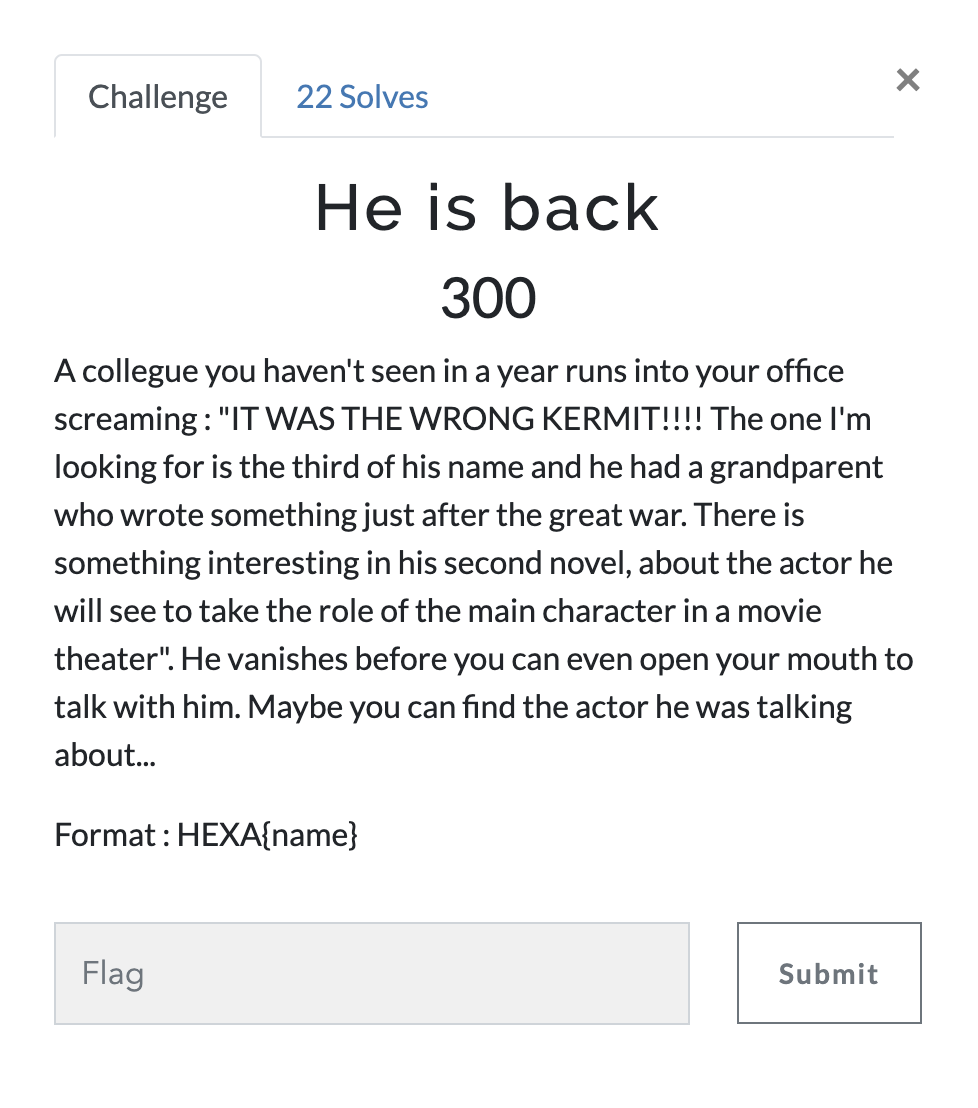 Challenge
22 Solves
×
He is back
300
A collegue you haven't seen in a year runs into your office
screaming : "IT WAS THE WRONG KERMIT!!!! The one I'm
looking for is the third of his name and he had a grandparent
who wrote something just after the great war. There is
something interesting in his second novel, about the actor he
will see to take the role of the main character in a movie
theater". He vanishes before you can even open your mouth to
talk with him. Maybe you can find the actor he was talking
about...
Format : HEXA{name}
Flag
Submit